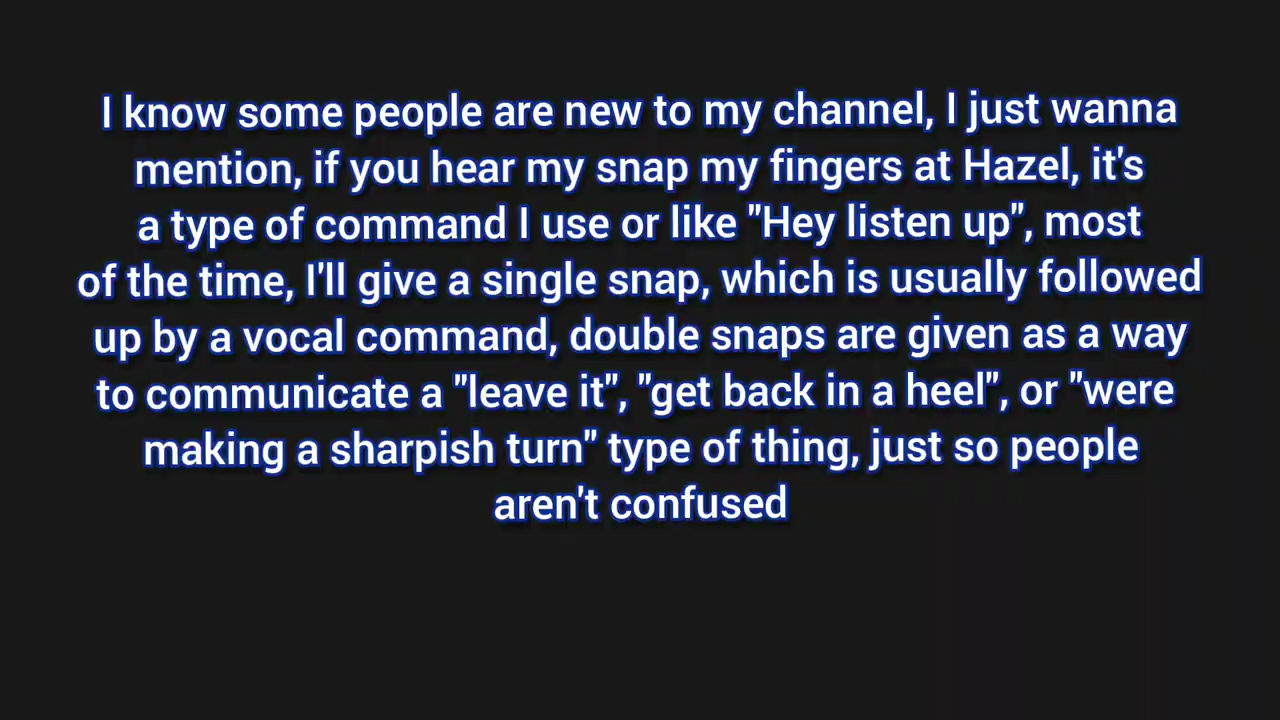 I know some people are new to my channel, I just wanna
mention, if you hear my snap my fingers at Hazel, it's
a type of command I use or like "Hey listen up", most
of the time, I'll give a single snap, which is usually followed
up by a vocal command, double snaps are given as a way
to communicate a "leave it", "get back in a heel", or "were
making a sharpish turn" type of thing, just so people
aren't confused